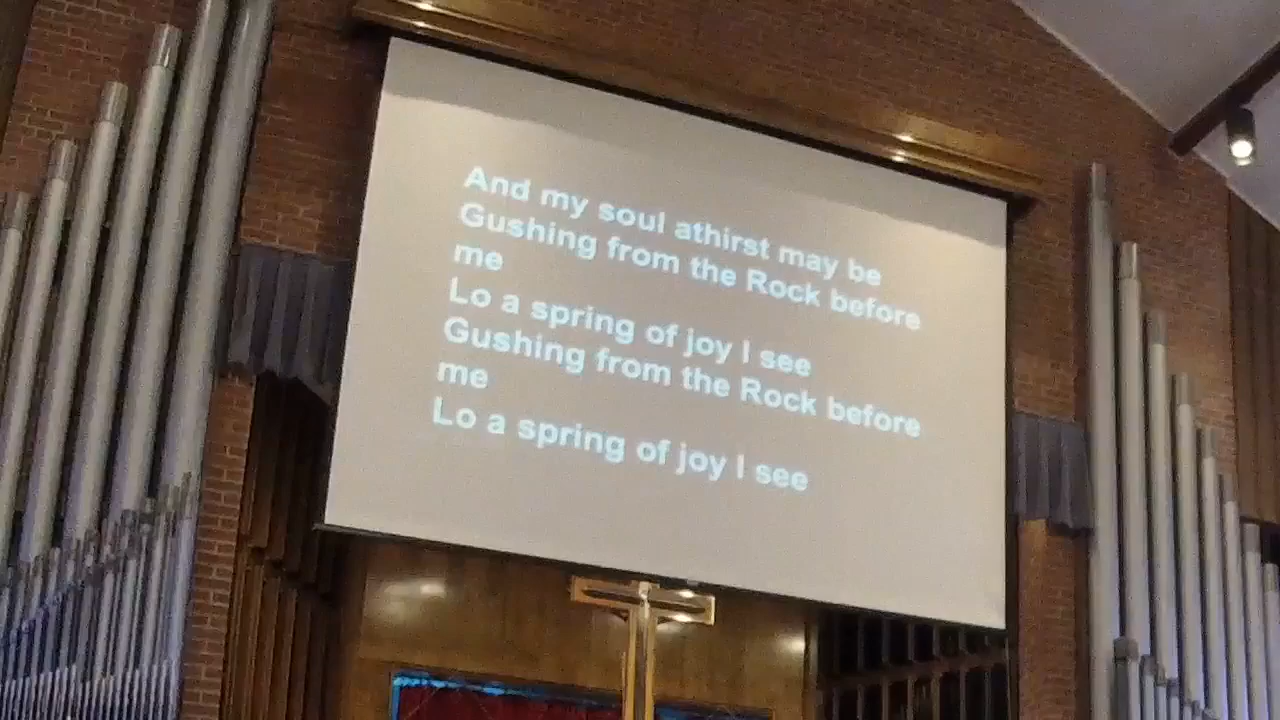 And my soul athirst may be
Gushing from the Rock before
me
Lo a spring of joy I see
Gushing from the Rock before
me
Lo a spring of joy I see